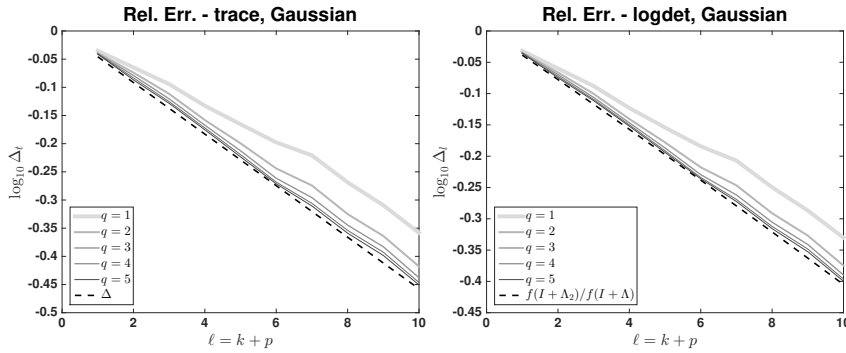 Rel. Err. - trace, Gaussian
0
-0.05
-0.1
-0.15
-0.2
-0.25
-0.3
-0.35
-0.4
-0.45
-0.5
log₁₀ Δₜ
q = 1
q = 2
q = 3
q = 4
q = 5
Δ
0 2 4 6 8 10
ℓ = k + p
Rel. Err. - logdet, Gaussian
0
-0.05
-0.1
-0.15
-0.2
-0.25
-0.3
-0.35
-0.4
-0.45
log₁₀ Δₗ
q = 1
q = 2
q = 3
q = 4
q = 5
f(I + Λ₂)/f(I + Λ)
0 2 4 6 8 10
ℓ = k + p